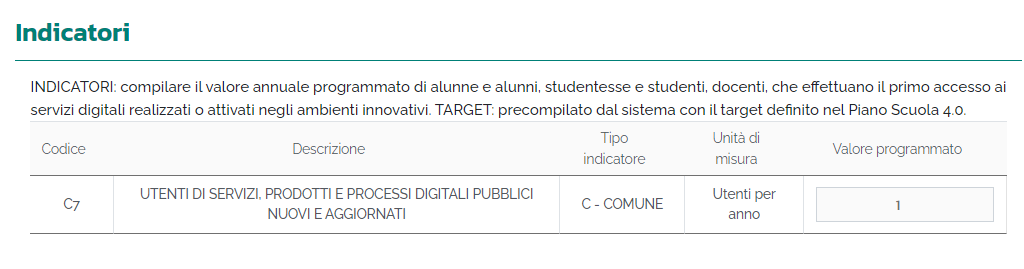 Indicatori
INDICATORI: compilare il valore annuale programmato di alunne e alunni, studentesse e studenti, docenti, che effettuano il primo accesso ai
servizi digitali realizzati o attivati negli ambienti innovativi. TARGET: precompilato dal sistema con il target definito nel Piano Scuola 4.0.
Codice Descrizione Tipo indicatore Unità di misura Valore programmato
C7 UTENTI DI SERVIZI, PRODOTTI E PROCESSI DIGITALI PUBBLICI NUOVI E AGGIORNATI C - COMUNE Utenti per anno 1